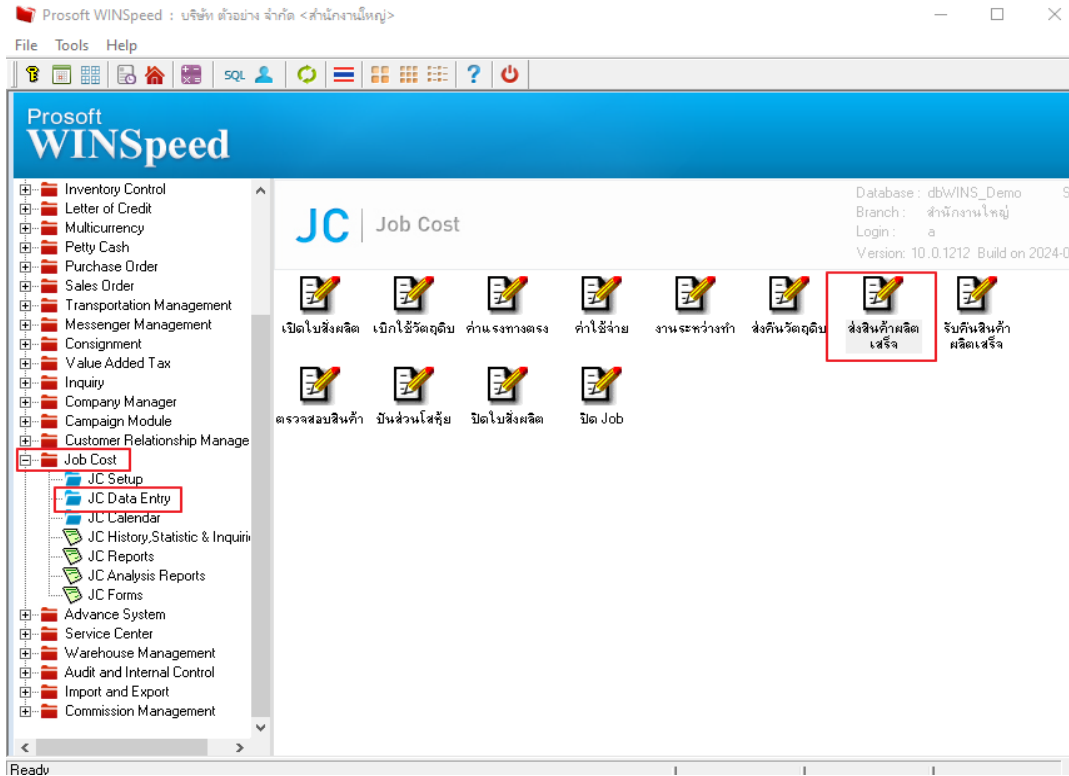 Prosoft WINSpeed : บริษัท ตัวอย่าง จำกัด <สำนักงานใหญ่>
File Tools Help
SQL
?
Prosoft
WINSpeed
Inventory Control
Letter of Credit
Multicurrency
Petty Cash
Purchase Order
Sales Order
Transportation Management
Messenger Management
Consignment
Value Added Tax
Inquiry
Company Manager
Campaign Module
Customer Relationship Manage
Job Cost
JC Setup
JC Data Entry
JC Calendar
JC History,Statistic & Inquiri
JC Reports
JC Analysis Reports
JC Forms
Advance System
Service Center
Warehouse Management
Audit and Internal Control
Import and Export
Commission Management
JC Job Cost
Database : dbWINS_Demo S
Branch : สำนักงานใหญ่
Login : a
Version: 10.0.1212 Build on 2024-0
เปิดใบสั่งผลิต เบิกใช้วัตถุดิบ ค่าแรงทางตรง ค่าใช้จ่าย งานระหว่างทำ ส่งคืนวัตถุดิบ ส่งสินค้าผลิต รับคืนสินค้า
เสร็จ ผลิตเสร็จ
ตรวจสอบสินค้า ปันส่วนโสหุ้ย ปิดใบสั่งผลิต ปิด Job
Ready